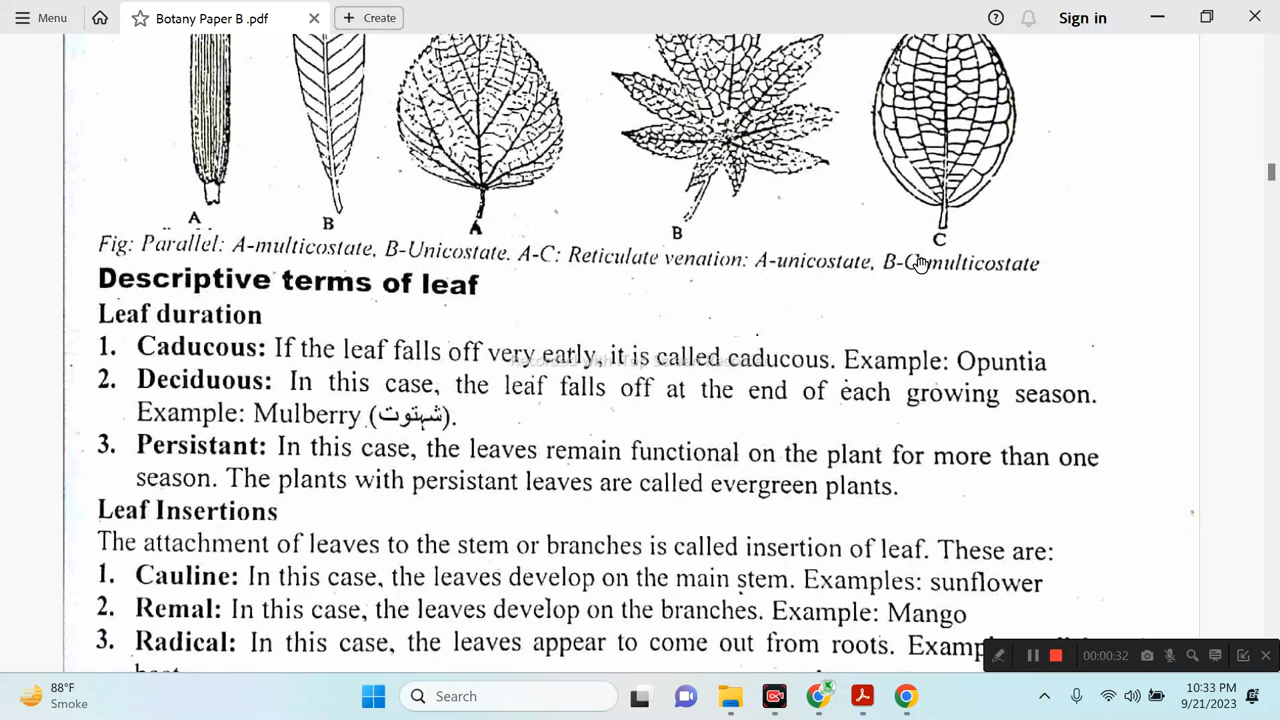 Menu
Botany Paper B .pdf
Create
Sign in
A
B
A
B
C
Fig: Parallel: A-multicostate, B-Unicostate. A-C: Reticulate venation: A-unicostate, B-C-multicostate
Descriptive terms of leaf
Leaf duration
1. Caducous: If the leaf falls off very early, it is called caducous. Example: Opuntia
2. Deciduous: In this case, the leaf falls off at the end of each growing season.
Example: Mulberry (شہتوت).
3. Persistant: In this case, the leaves remain functional on the plant for more than one
season. The plants with persistant leaves are called evergreen plants.
Leaf Insertions
The attachment of leaves to the stem or branches is called insertion of leaf. These are:
1. Cauline: In this case, the leaves develop on the main stem. Examples: sunflower
2. Remal: In this case, the leaves develop on the branches. Example: Mango
3. Radical: In this case, the leaves appear to come out from roots.
00:00:32
88°F
Smoke
Search
10:33 PM
9/21/2023